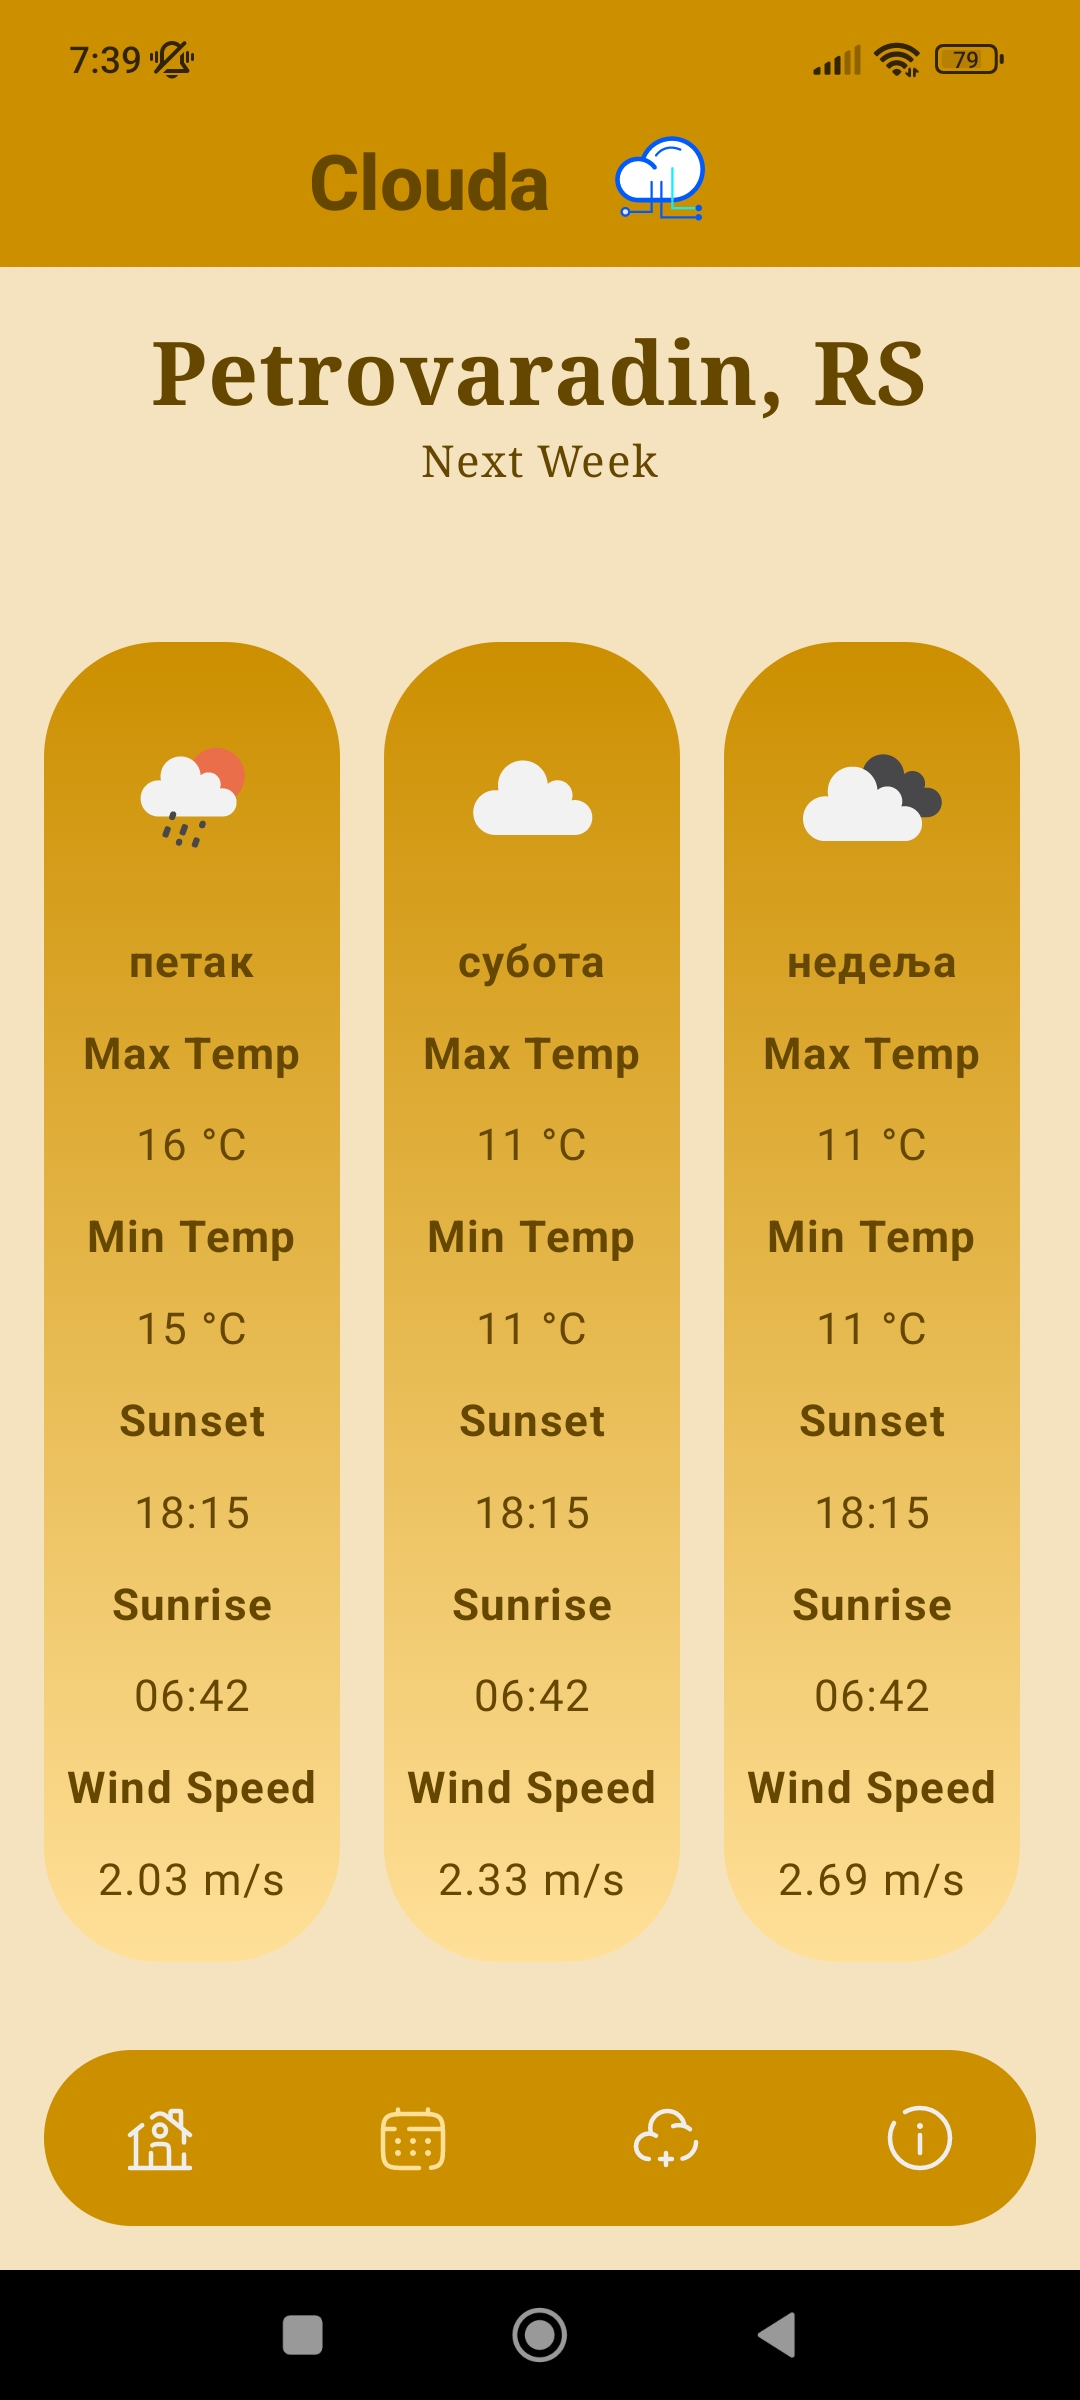 7:39
79
Clouda
Petrovaradin, RS
Next Week
петак
Max Temp
16 °C
Min Temp
15 °C
Sunset
18:15
Sunrise
06:42
Wind Speed
2.03 m/s
субота
Max Temp
11 °C
Min Temp
11 °C
Sunset
18:15
Sunrise
06:42
Wind Speed
2.33 m/s
недеља
Max Temp
11 °C
Min Temp
11 °C
Sunset
18:15
Sunrise
06:42
Wind Speed
2.69 m/s